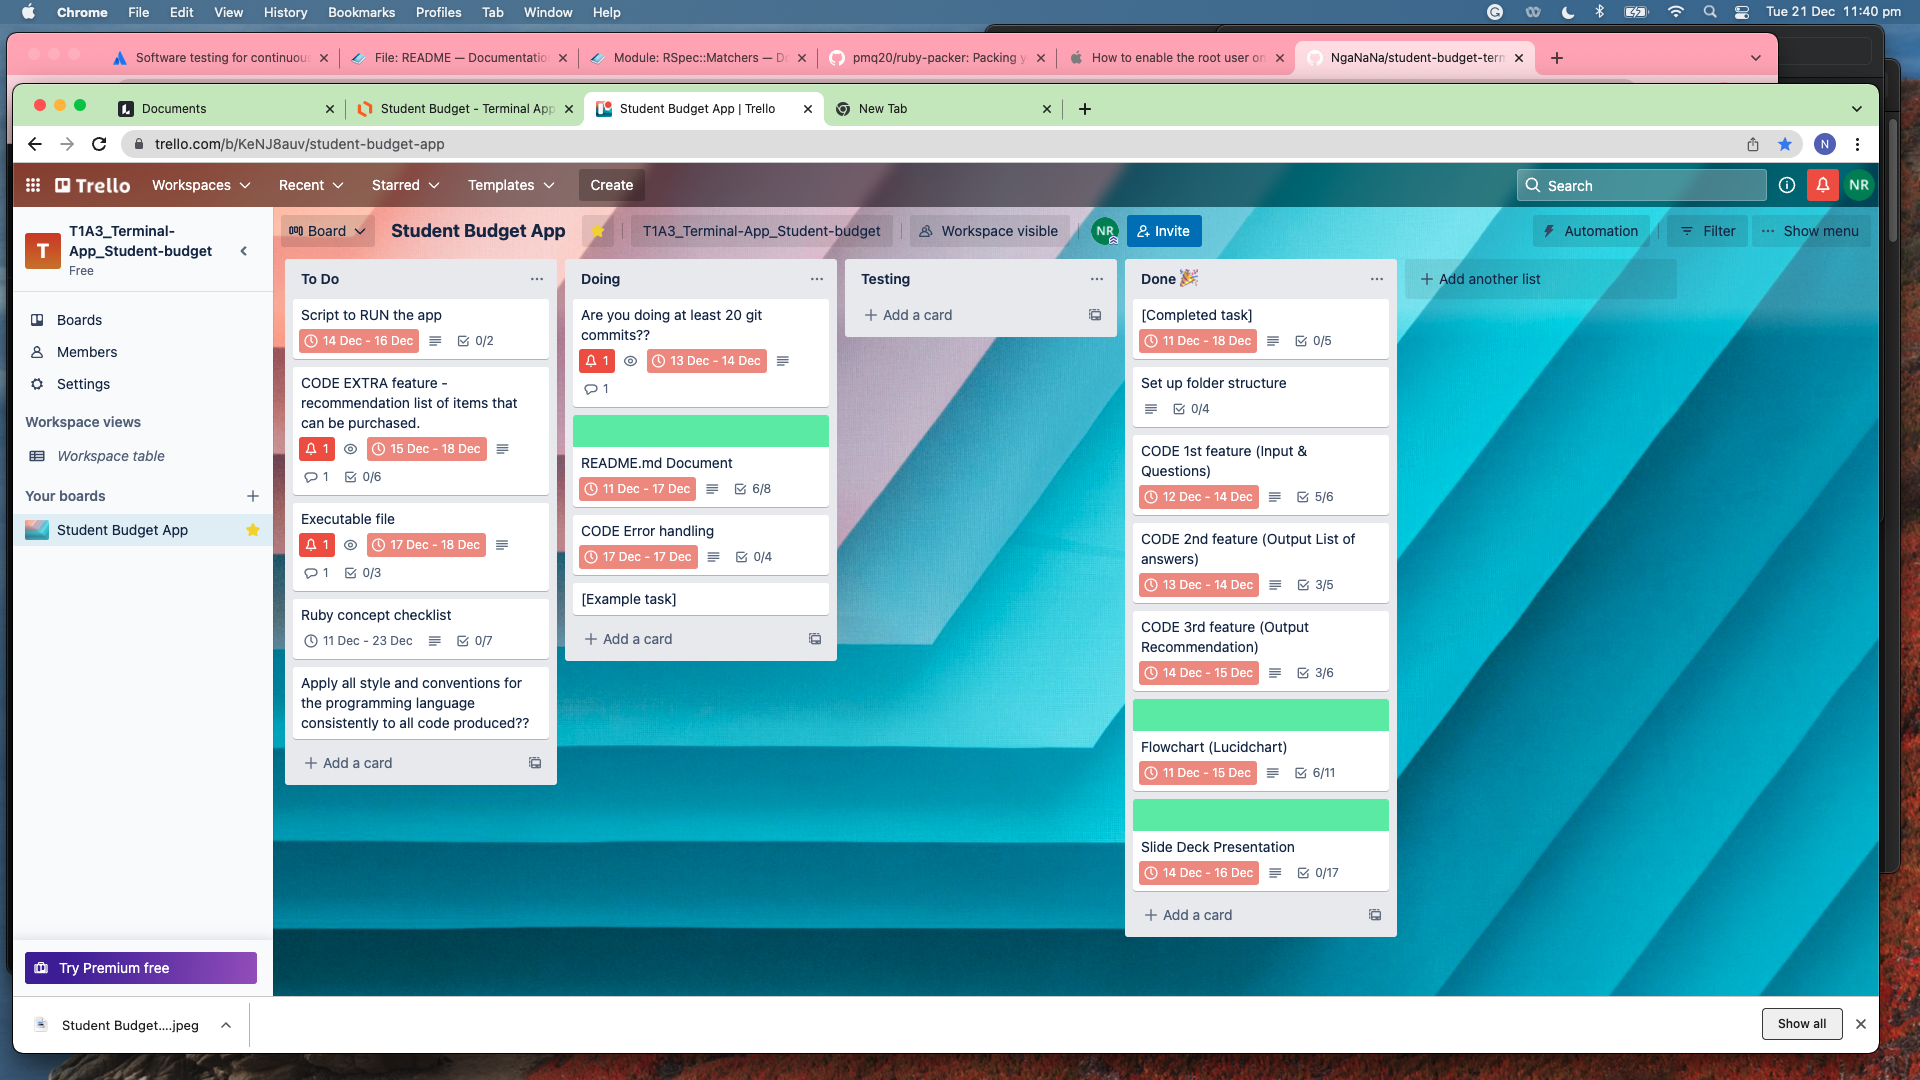 Chrome File Edit View History Bookmarks Profiles Tab Window Help Tue 21 Dec 11:40 pm
Software testing for continuou File: README — Documentatio Module: RSpec::Matchers — D pmq20/ruby-packer: Packing y How to enable the root user on NgaNaNa/student-budget-term
Documents Student Budget - Terminal App Student Budget App | Trello New Tab
trello.com/b/KeNJ8auv/student-budget-app N
Trello Workspaces Recent Starred Templates Create Search NR
T1A3_Terminal-
App_Student-budget
Free
T
Board Student Budget App T1A3_Terminal-App_Student-budget Workspace visible NR Invite Automation Filter ··· Show menu
Boards
Members
Settings
Workspace views
Workspace table
Your boards
Student Budget App
Try Premium free
To Do
Script to RUN the app
14 Dec - 16 Dec 0/2
CODE EXTRA feature -
recommendation list of items that
can be purchased.
1 15 Dec - 18 Dec
1 0/6
Executable file
1 17 Dec - 18 Dec
1 0/3
Ruby concept checklist
11 Dec - 23 Dec 0/7
Apply all style and conventions for
the programming language
consistently to all code produced??
+ Add a card
Doing
Are you doing at least 20 git
commits??
1 13 Dec - 14 Dec
1
README.md Document
11 Dec - 17 Dec 6/8
CODE Error handling
17 Dec - 17 Dec 0/4
[Example task]
+ Add a card
Testing
+ Add a card
Done 🎉
[Completed task]
11 Dec - 18 Dec 0/5
Set up folder structure
0/4
CODE 1st feature (Input &
Questions)
12 Dec - 14 Dec 5/6
CODE 2nd feature (Output List of
answers)
13 Dec - 14 Dec 3/5
CODE 3rd feature (Output
Recommendation)
14 Dec - 15 Dec 3/6
Flowchart (Lucidchart)
11 Dec - 15 Dec 6/11
Slide Deck Presentation
14 Dec - 16 Dec 0/17
+ Add a card
+ Add another list
Student Budget....jpeg Show all